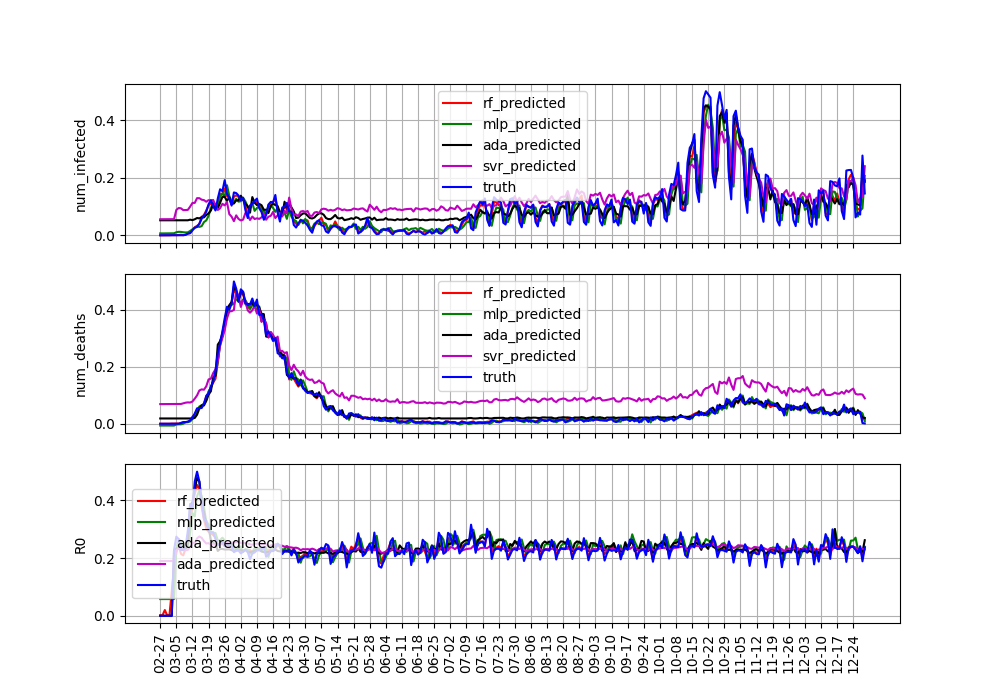 num_infected
0.4
0.2
0.0
rf_predicted
mlp_predicted
ada_predicted
svr_predicted
truth
num_deaths
0.4
0.2
0.0
rf_predicted
mlp_predicted
ada_predicted
svr_predicted
truth
R0
0.4
0.2
0.0
rf_predicted
mlp_predicted
ada_predicted
ada_predicted
truth
02-27
03-05
03-12
03-19
03-26
04-02
04-09
04-16
04-23
04-30
05-07
05-14
05-21
05-28
06-04
06-11
06-18
06-25
07-02
07-09
07-16
07-23
07-30
08-06
08-13
08-20
08-27
09-03
09-10
09-17
09-24
10-01
10-08
10-15
10-22
10-29
11-05
11-12
11-19
11-26
12-03
12-10
12-17
12-24